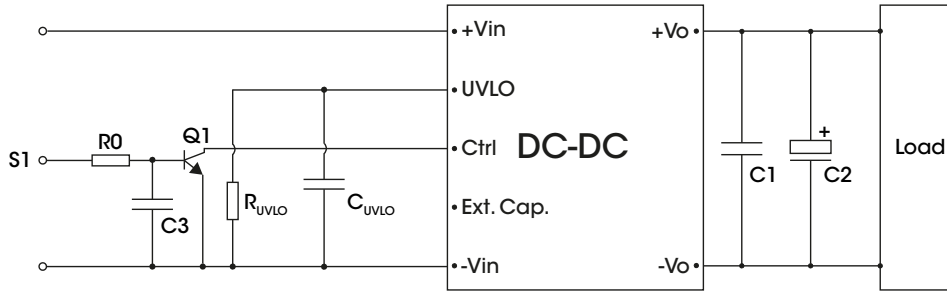 +Vin
+Vo
UVLO
R0
Q1
S1
Ctrl
DC-DC
+
Load
C1
C2
C3
RUVLO
CUVLO
Ext. Cap.
-Vin
-Vo